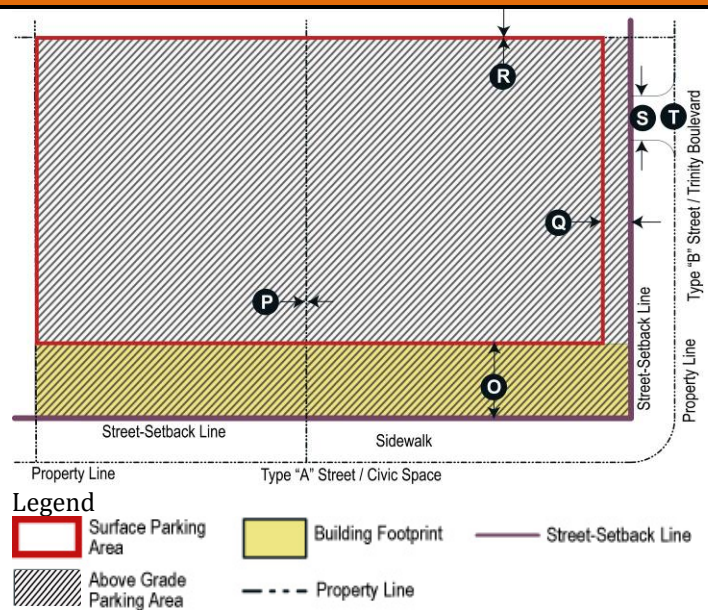 R
S T
Type "B" Street / Trinity Boulevard
Q
P
Street-Setback Line
Property Line
O
Street-Setback Line
Sidewalk
Property Line
Type "A" Street / Civic Space
Legend
Surface Parking
Area
Building Footprint
Street-Setback Line
Above Grade
Parking Area
Property Line